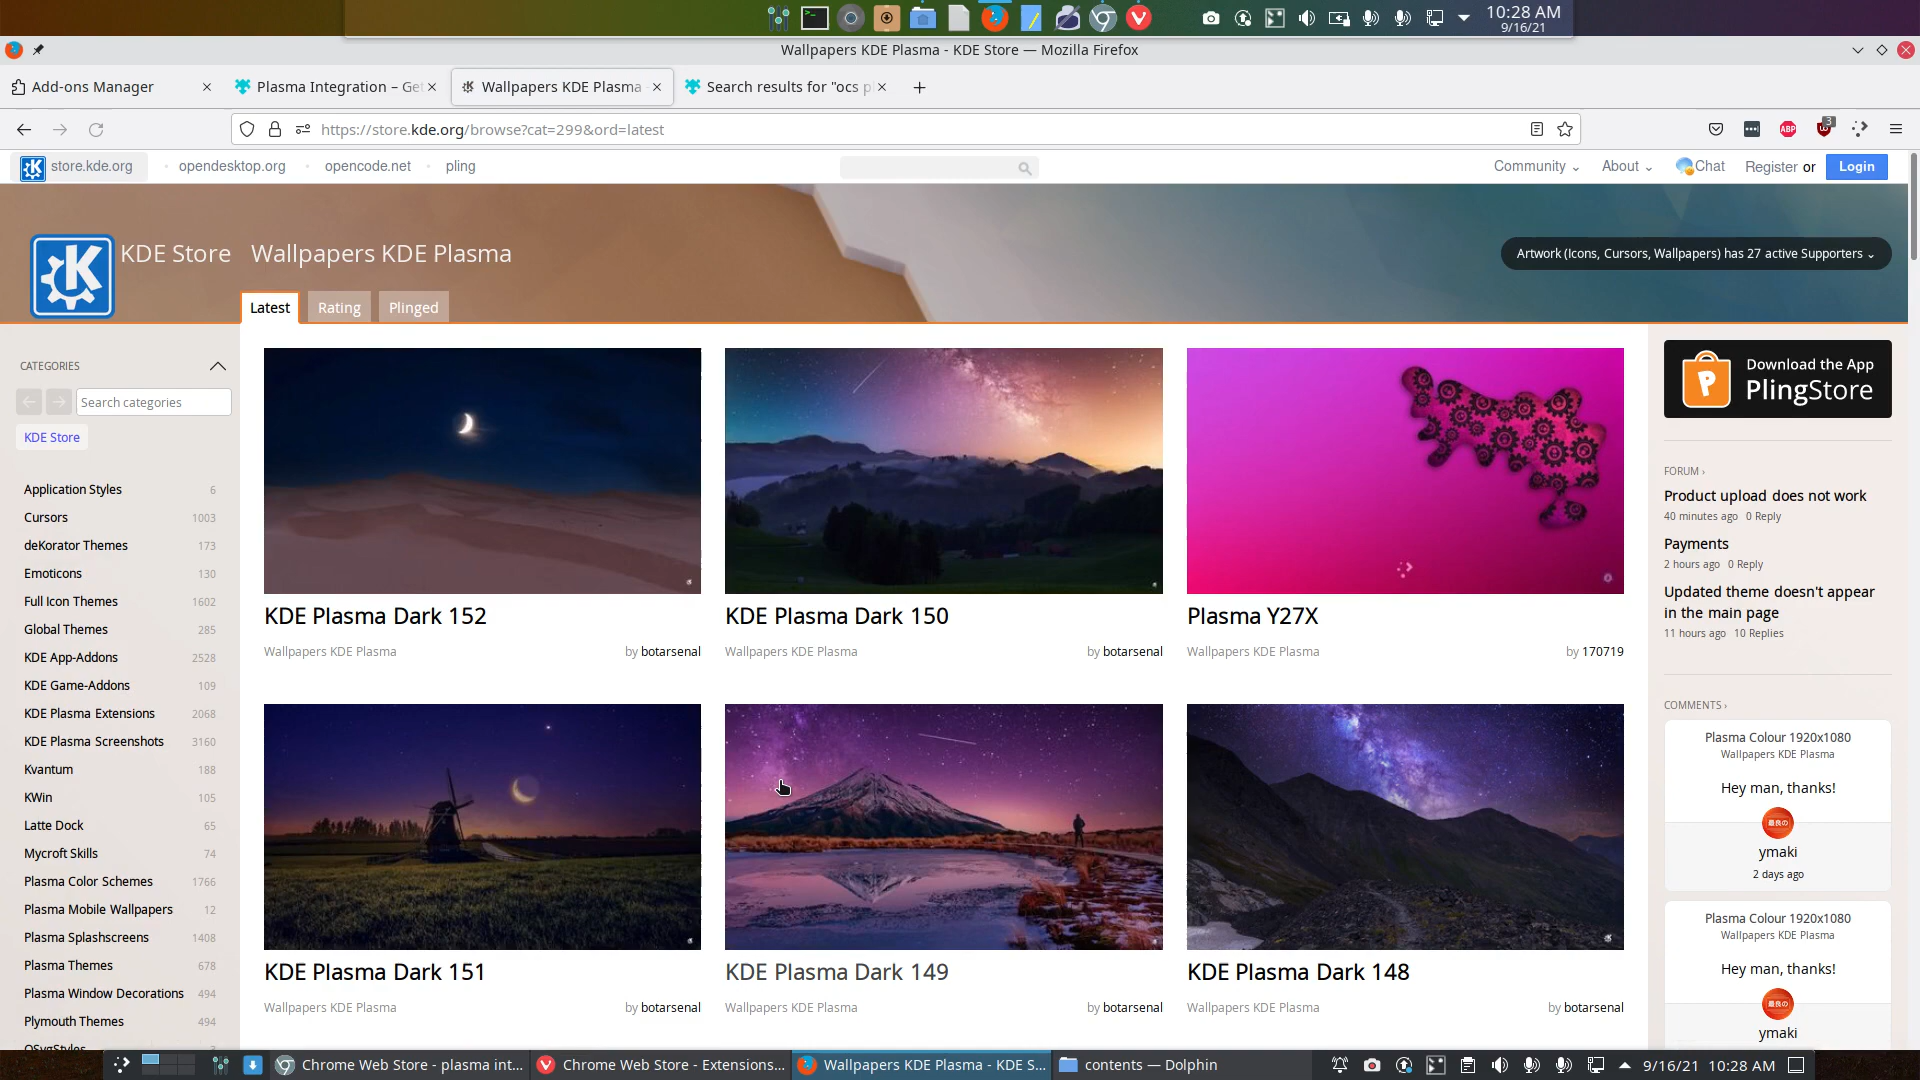 10:28 AM
9/16/21
Wallpapers KDE Plasma - KDE Store — Mozilla Firefox
Add-ons Manager
Plasma Integration – Get
Wallpapers KDE Plasma
Search results for "ocs p
https://store.kde.org/browse?cat=299&ord=latest
ABP
3
store.kde.org
opendesktop.org
opencode.net
pling
Community
About
Chat
Register or
Login
KDE Store
Wallpapers KDE Plasma
Artwork (Icons, Cursors, Wallpapers) has 27 active Supporters
Latest
Rating
Plinged
CATEGORIES
Search categories
KDE Store
Application Styles 6
Cursors 1003
deKorator Themes 173
Emoticons 130
Full Icon Themes 1602
Global Themes 285
KDE App-Addons 2528
KDE Game-Addons 109
KDE Plasma Extensions 2068
KDE Plasma Screenshots 3160
Kvantum 188
KWin 105
Latte Dock 65
Mycroft Skills 74
Plasma Color Schemes 1766
Plasma Mobile Wallpapers 12
Plasma Splashscreens 1408
Plasma Themes 678
Plasma Window Decorations 494
Plymouth Themes 494
KDE Plasma Dark 152
Wallpapers KDE Plasma
by botarsenal
KDE Plasma Dark 150
Wallpapers KDE Plasma
by botarsenal
Plasma Y27X
Wallpapers KDE Plasma
by 170719
KDE Plasma Dark 151
Wallpapers KDE Plasma
by botarsenal
KDE Plasma Dark 149
Wallpapers KDE Plasma
by botarsenal
KDE Plasma Dark 148
Wallpapers KDE Plasma
by botarsenal
Download the App
PlingStore
FORUM ›
Product upload does not work
40 minutes ago 0 Reply
Payments
2 hours ago 0 Reply
Updated theme doesn't appear
in the main page
11 hours ago 10 Replies
COMMENTS ›
Plasma Colour 1920x1080
Wallpapers KDE Plasma
Hey man, thanks!
最良の
ymaki
2 days ago
Plasma Colour 1920x1080
Wallpapers KDE Plasma
Hey man, thanks!
最良の
ymaki
Chrome Web Store - plasma int...
Chrome Web Store - Extensions...
Wallpapers KDE Plasma - KDE S...
contents — Dolphin
9/16/21 10:28 AM